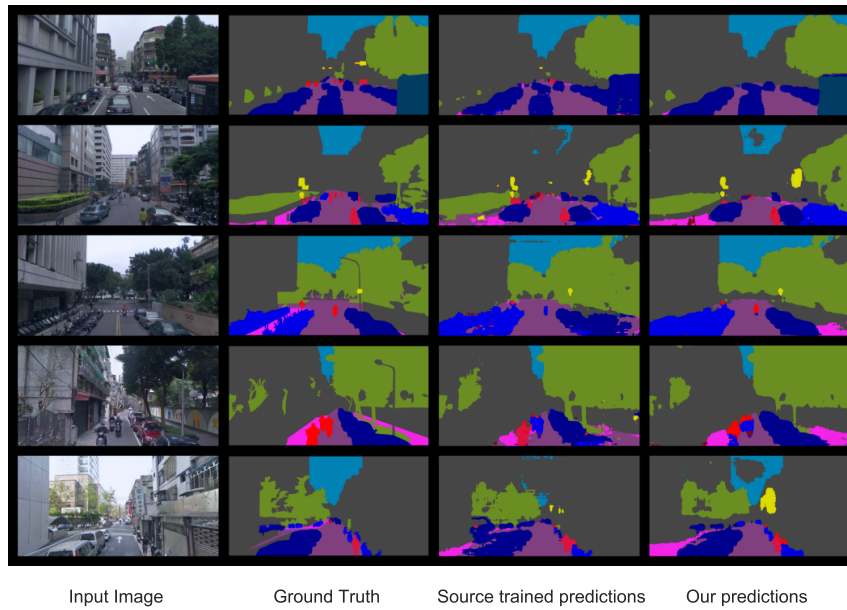 Input Image
Ground Truth
Source trained predictions
Our predictions